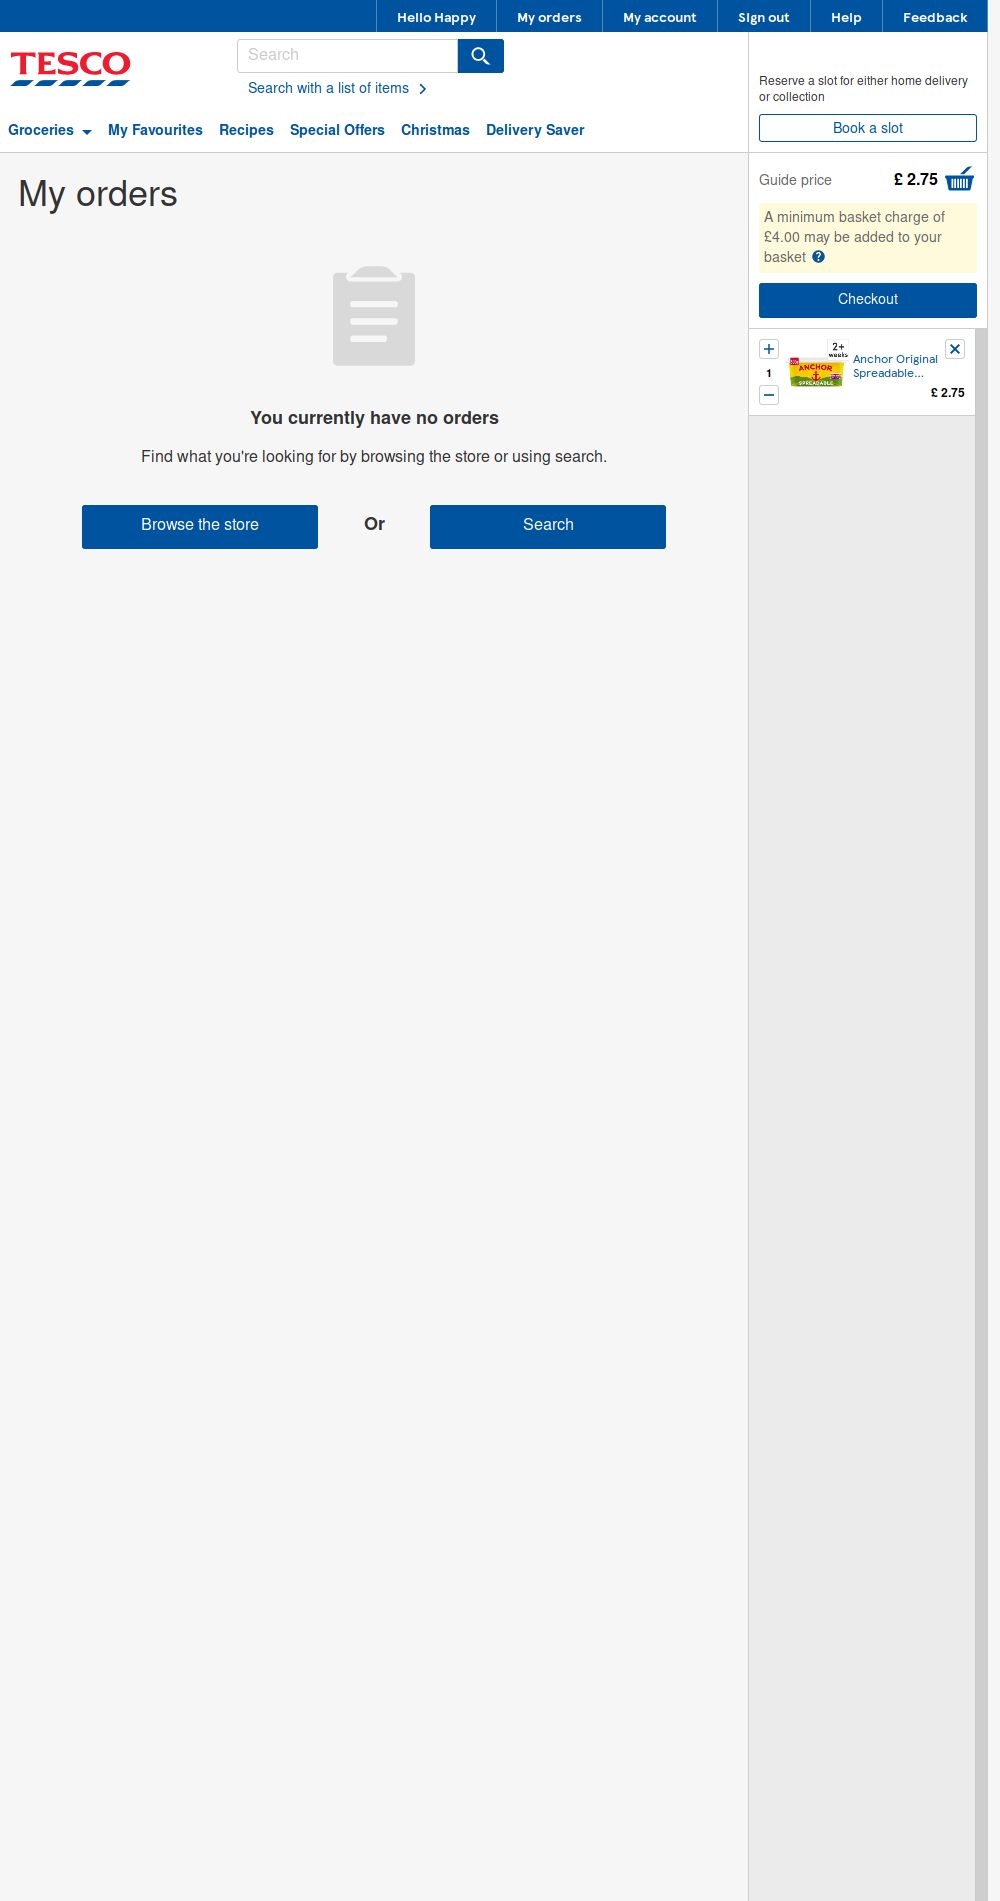 Hello Happy
My orders
My account
Sign out
Help
Feedback
TESCO
Search
Search with a list of items
Groceries
My Favourites
Recipes
Special Offers
Christmas
Delivery Saver
Reserve a slot for either home delivery
or collection
Book a slot
My orders
Guide price £ 2.75
A minimum basket charge of
£4.00 may be added to your
basket ?
Checkout
1
2+
weeks
ANCHOR
SPREADABLE
Anchor Original
Spreadable...
£ 2.75
You currently have no orders
Find what you're looking for by browsing the store or using search.
Browse the store
Or
Search